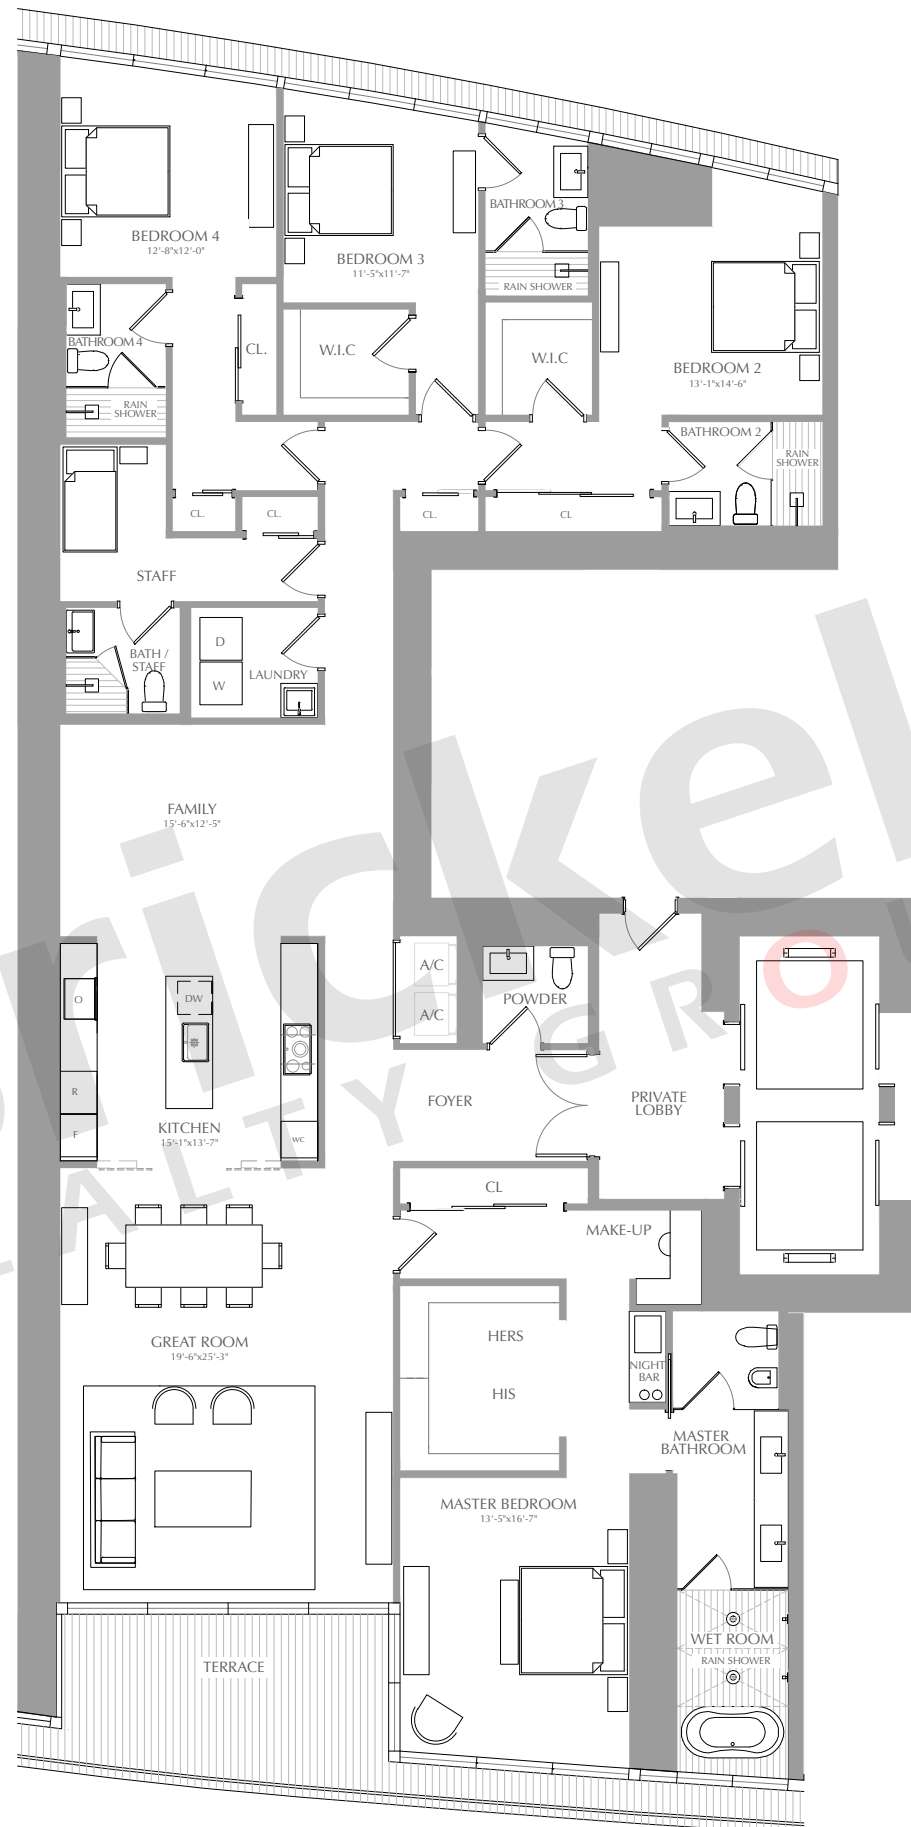 BEDROOM 4
12'-8"x12'-0"
BEDROOM 3
11'-5"x11'-7"
BATHROOM 3
RAIN SHOWER
BATHROOM 4
RAIN
SHOWER
CL.
W.I.C
W.I.C
BEDROOM 2
13'-1"x14'-6"
BATHROOM 2
RAIN
SHOWER
CL.
CL.
CL.
CL
STAFF
BATH /
STAFF
D
W
LAUNDRY
FAMILY
15'-6"x12'-5"
brickel
REALTY GROU
A/C
A/C
POWDER
O
DW
R
F
WC
KITCHEN
15'-1"x13'-7"
FOYER
PRIVATE
LOBBY
CL
MAKE-UP
GREAT ROOM
19'-6"x25'-3"
HERS
HIS
NIGHT
BAR
MASTER
BATHROOM
MASTER BEDROOM
13'-5"x16'-7"
WET ROOM
RAIN SHOWER
TERRACE